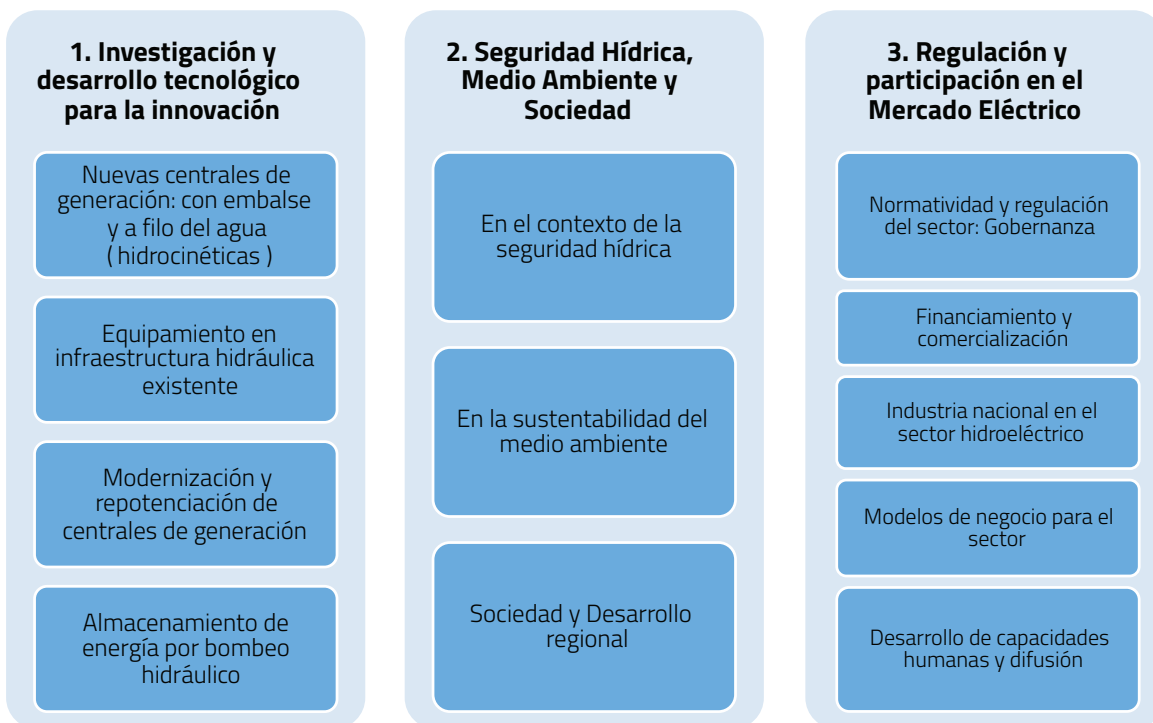 1. Investigación y
desarrollo tecnológico
para la innovación
Nuevas centrales de
generación: con embalse
y a filo del agua
( hidrocinéticas )
Equipamiento en
infraestructura hidráulica
existente
Modernización y
repotenciación de
centrales de generación
Almacenamiento de
energía por bombeo
hidráulico
2. Seguridad Hídrica,
Medio Ambiente y
Sociedad
En el contexto de la
seguridad hídrica
En la sustentabilidad del
medio ambiente
Sociedad y Desarrollo
regional
3. Regulación y
participación en el
Mercado Eléctrico
Normatividad y regulación
del sector: Gobernanza
Financiamiento y
comercialización
Industria nacional en el
sector hidroeléctrico
Modelos de negocio para el
sector
Desarrollo de capacidades
humanas y difusión